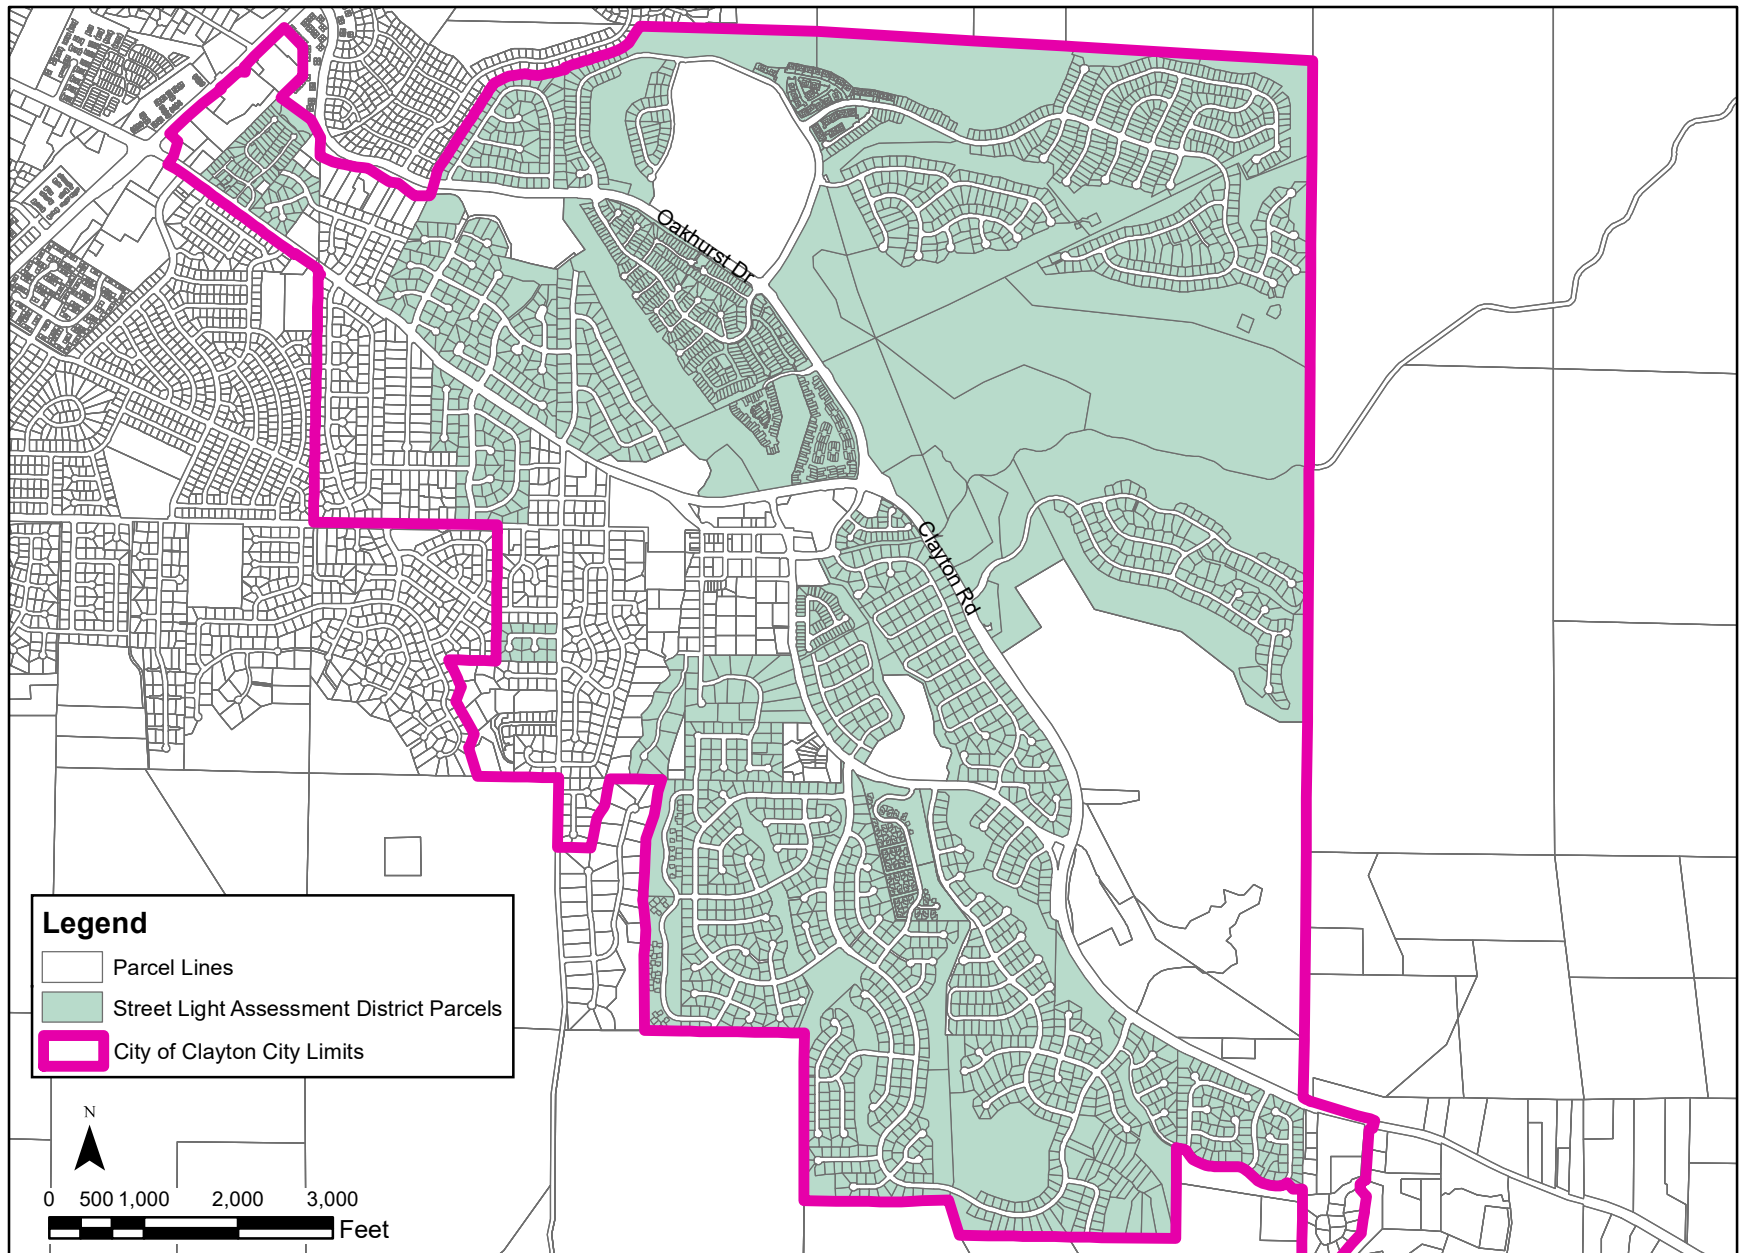 Oakhurst Dr
Clayton Rd
Legend
Parcel Lines
Street Light Assessment District Parcels
City of Clayton City Limits
N
0 500 1,000 2,000 3,000
Feet